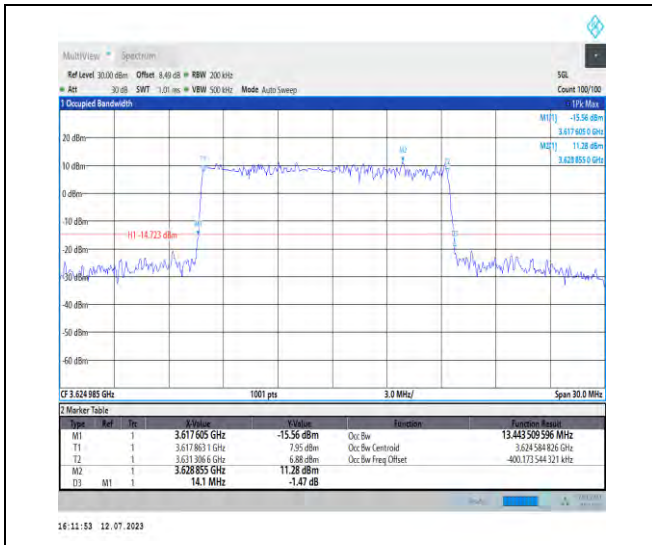 MultiView Spectrum
Ref Level 30.00 dBm Offset 8.49 dB RBW 200 kHz SGL
Att 30 dB SWT 1.01 ms VBW 500 kHz Mode Auto Sweep Count 100/100
1 Occupied Bandwidth 1Pk Max
M1[1] -15.56 dBm
3.617 605 0 GHz
20 dBm M2[1] 11.28 dBm
3.628 855 0 GHz
T1 M2
10 dBm
0 dBm
-10 dBm
H1 -14.723 dBm
-20 dBm
-30 dBm
-40 dBm
-50 dBm
-60 dBm
CF 3.624 985 GHz 1001 pts 3.0 MHz/ Span 30.0 MHz
2 Marker Table
Type Ref Trc X-Value Y-Value Function Function Result
M1 1 3.617 605 GHz -15.56 dBm Occ Bw 13.443 509 596 MHz
T1 1 3.617 863 1 GHz 7.95 dBm Occ Bw Centroid 3.624 584 826 GHz
T2 1 3.631 306 6 GHz 6.88 dBm Occ Bw Freq Offset -400.173 544 321 kHz
M2 1 3.628 855 GHz 11.28 dBm
D3 M1 1 14.1 MHz -1.47 dB
16:11:53 12.07.2023